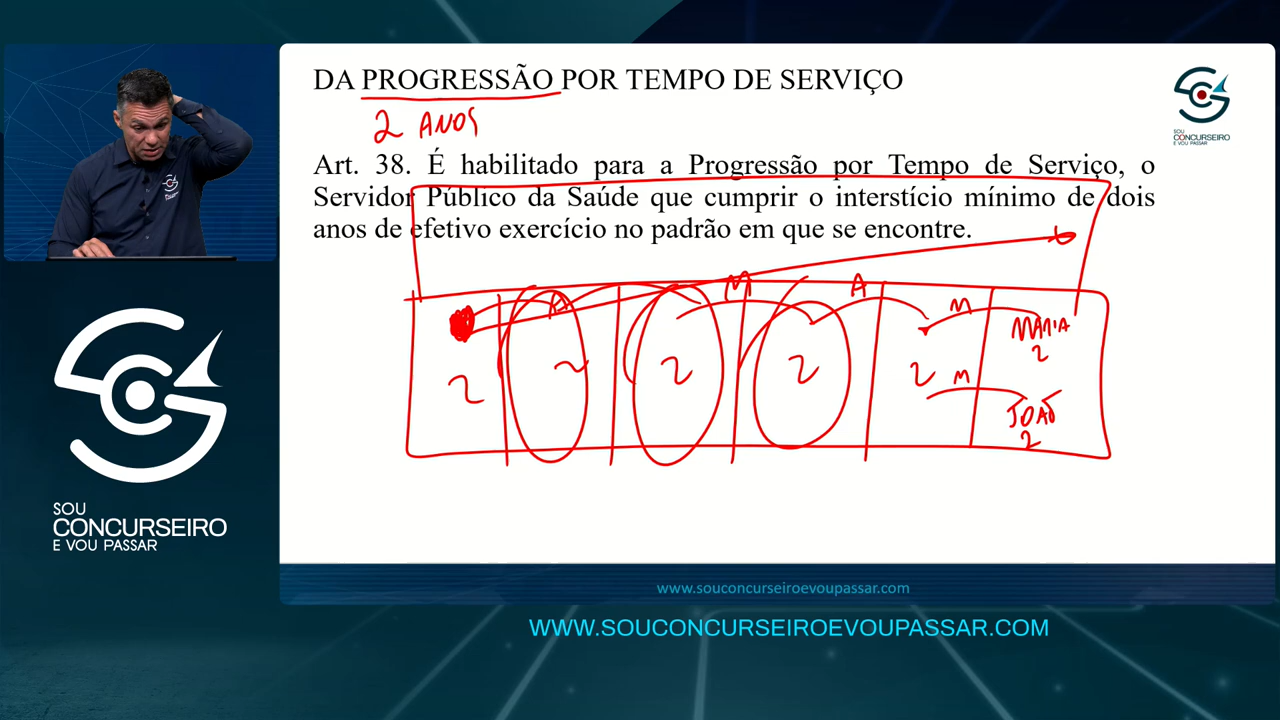 DA PROGRESSÃO POR TEMPO DE SERVIÇO
2 ANOS
Art. 38. É habilitado para a Progressão por Tempo de Serviço, o
Servidor Público da Saúde que cumprir o interstício mínimo de dois
anos de efetivo exercício no padrão em que se encontre.
A M A M
MARIA
2
2 2 2 2 2
M
JOAO
2
SOU
CONCURSEIRO
E VOU PASSAR
SOU
CONCURSEIRO
E VOU PASSAR
www.souconcurseiroevoupassar.com
WWW.SOUCONCURSEIROEVOUPASSAR.COM